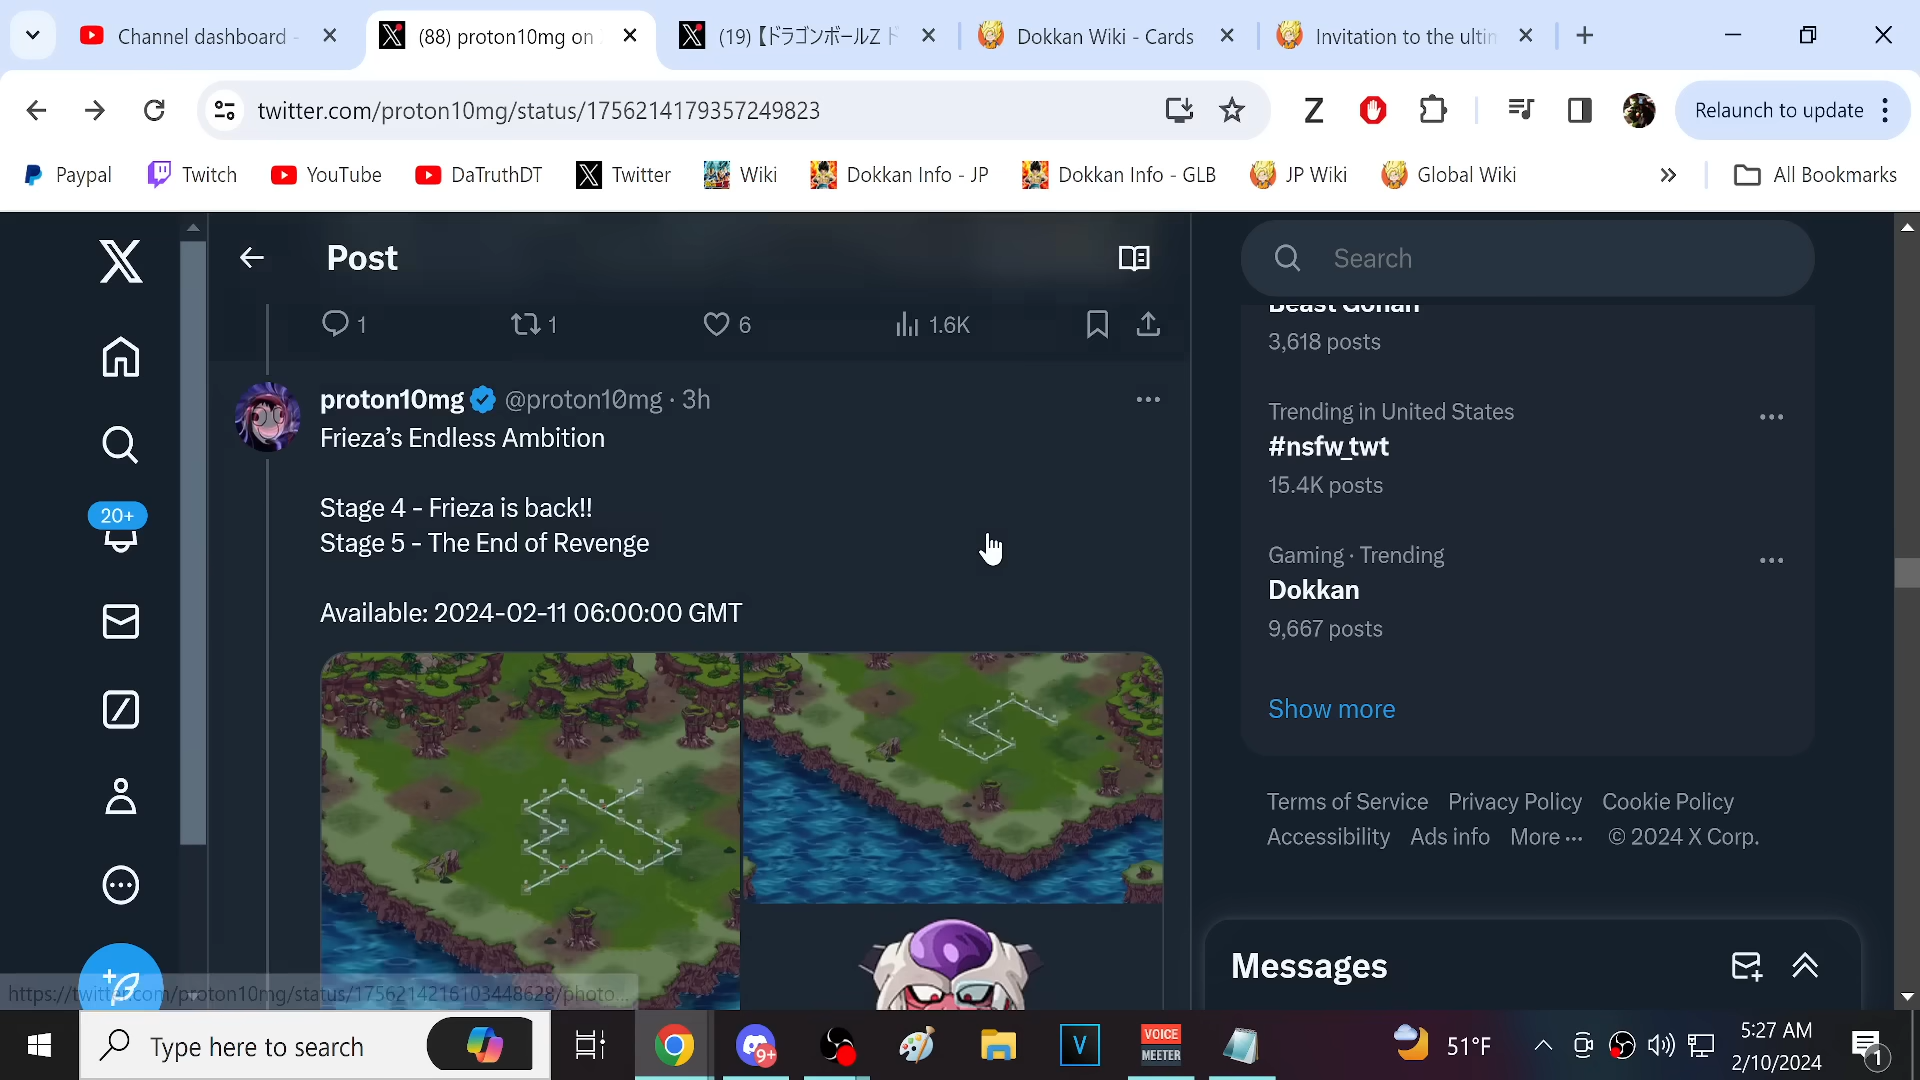 Channel dashboard -
(88) proton10mg on
(19)【ドラゴンボールZ ド
Dokkan Wiki - Cards
Invitation to the ultin
twitter.com/proton10mg/status/1756214179357249823
Z
Relaunch to update
Paypal
Twitch
YouTube
DaTruthDT
Twitter
Wiki
Dokkan Info - JP
Dokkan Info - GLB
JP Wiki
Global Wiki
All Bookmarks
Post
Search
1
1
6
1.6K
Beast Gohan
3,618 posts
proton10mg @proton10mg · 3h
Frieza's Endless Ambition
Stage 4 - Frieza is back!!
Stage 5 - The End of Revenge
Available: 2024-02-11 06:00:00 GMT
Trending in United States
#nsfw_twt
15.4K posts
Gaming · Trending
Dokkan
9,667 posts
Show more
Terms of Service Privacy Policy Cookie Policy
Accessibility Ads info More ··· © 2024 X Corp.
20+
Messages
https://twitter.com/proton10mg/status/1756214216103448628/photo...
Type here to search
9+
V
VOICE
MEETER
51°F
5:27 AM
2/10/2024
1